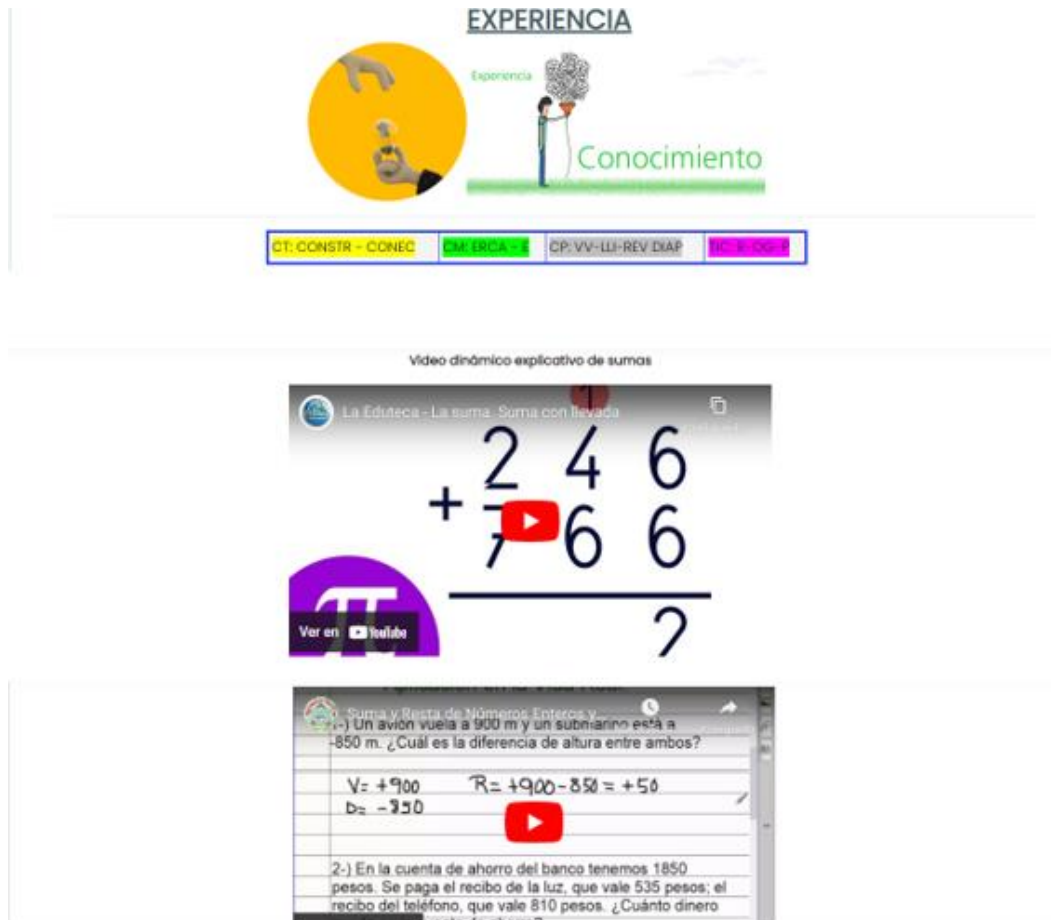 EXPERIENCIA
Experiencia
Conocimiento
CT: CONSTR - CONEC CM: ERCA - E CP: VV-LLI-REV DIAP TIC: 
Video dinámico explicativo de sumas
La Eduteca - La suma. Suma con llevada
1
2 4 6
+ 7 6 6
2
π
Ver en YouTube
Suma y Resta de Números Enteros y...
1-) Un avión vuela a 900 m y un submarino está a
-850 m. ¿Cuál es la diferencia de altura entre ambos?
V= +900 R= +900-850 = +50
D= -850
2-) En la cuenta de ahorro del banco tenemos 1850
pesos. Se paga el recibo de la luz, que vale 535 pesos; el
recibo del teléfono, que vale 810 pesos. ¿Cuánto dinero